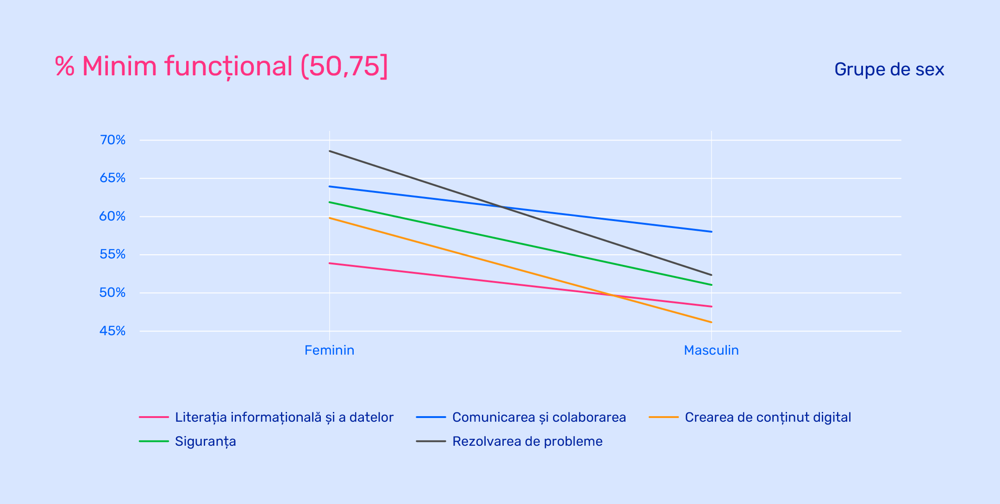 % Minim funcțional (50,75]
Grupe de sex
70%
65%
60%
55%
50%
45%
Feminin
Masculin
Literația informațională și a datelor
Comunicarea și colaborarea
Crearea de conținut digital
Siguranța
Rezolvarea de probleme